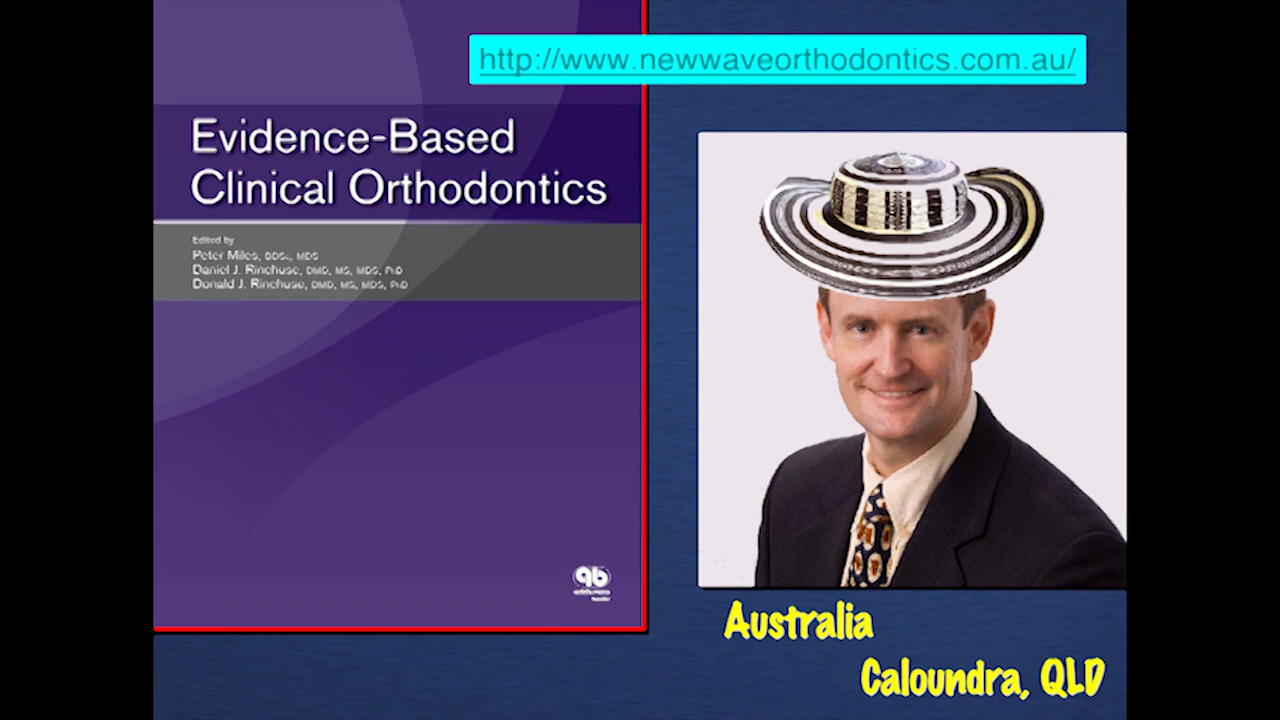 http://www.newwaveorthodontics.com.au/
Evidence-Based
Clinical Orthodontics
Edited by
Peter Miles, BDSc, MDS
Daniel J. Rinchuse, DMD, MS, MDS, PhD
Donald J. Rinchuse, DMD, MS, MDS, PhD
Australia
Caloundra, QLD